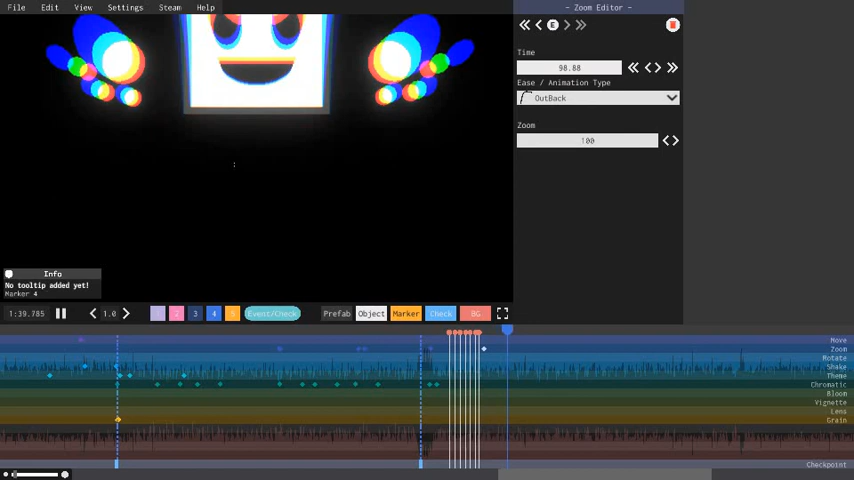 File Edit View Settings Steam Help
- Zoom Editor -
E
Time
98.88
Ease / Animation Type
OutBack
Zoom
100
Info
No tooltip added yet!
Marker 4
1:39.785
1.0
2 3 4 5
Event/Check
Prefab
Object
Marker
Check
BG
Move
Zoom
Rotate
Shake
Theme
Chromatic
Bloom
Vignette
Lens
Grain
Checkpoint